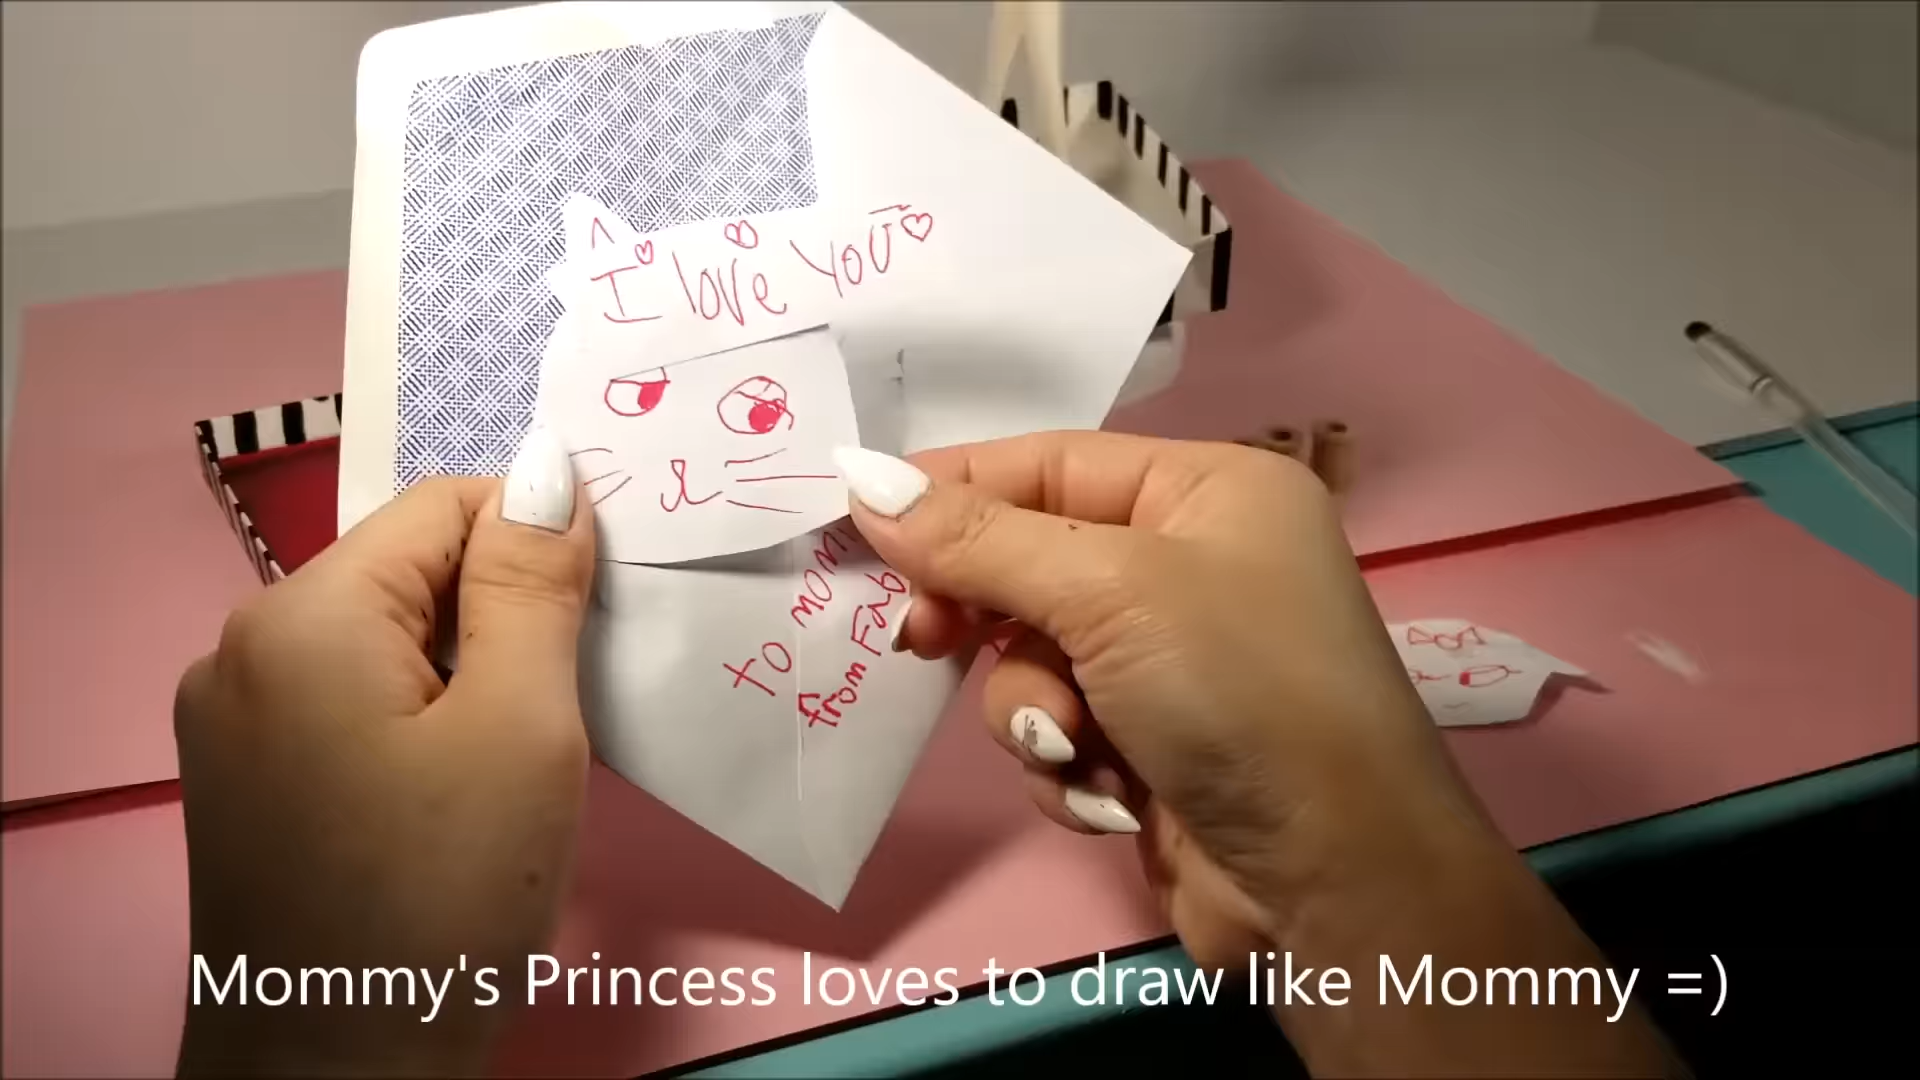 I love you
to mom
from Fab
Mommy's Princess loves to draw like Mommy =)